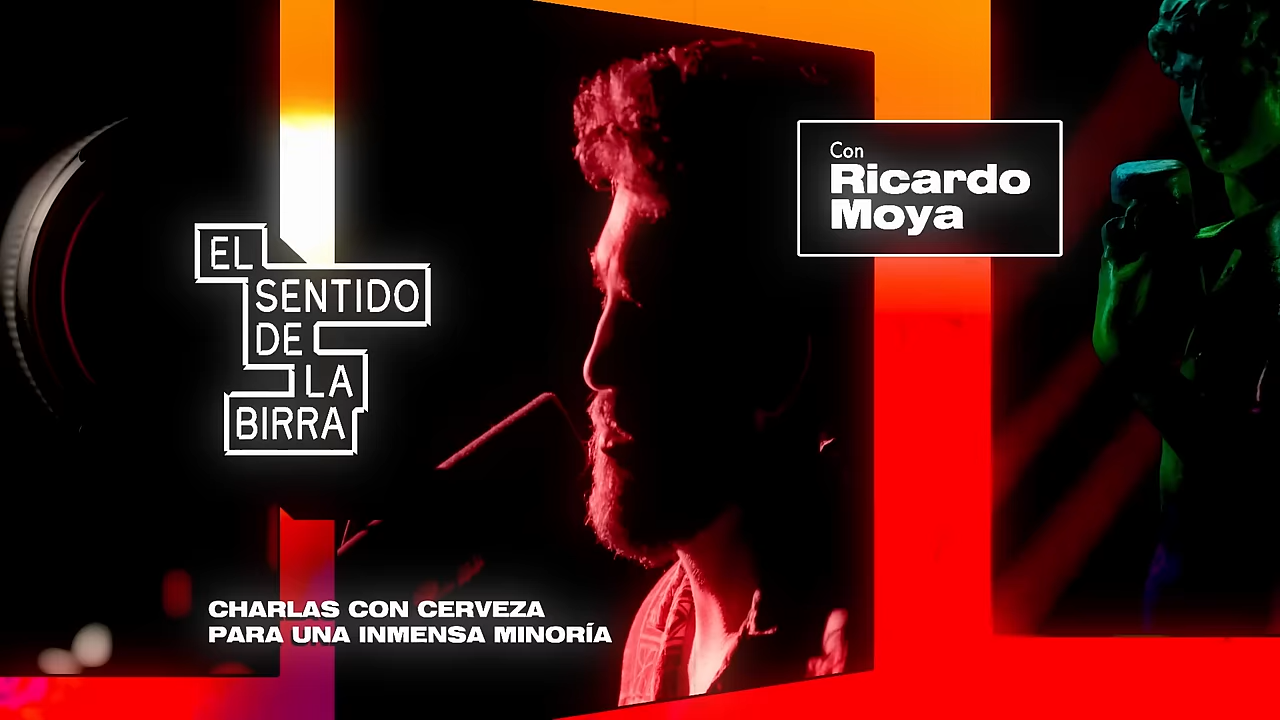 EL
SENTIDO
DE
LA
BIRRA
Con
Ricardo
Moya
CHARLAS CON CERVEZA
PARA UNA INMENSA MINORÍA